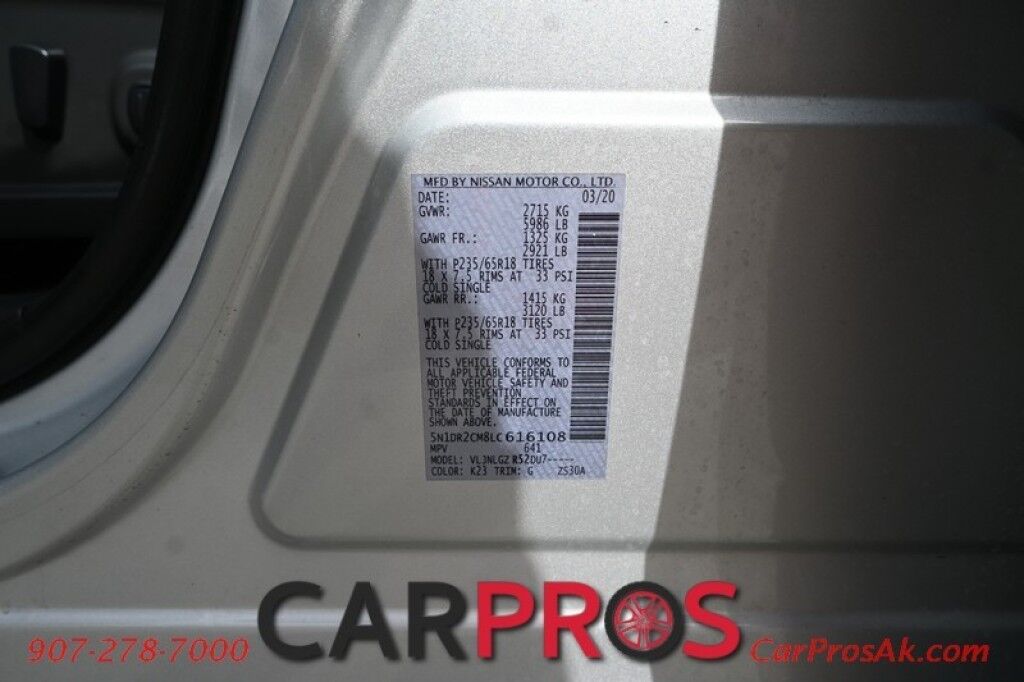 MFD BY NISSAN MOTOR CO., LTD.
DATE: 03/20
GVWR: 2715 KG
5986 LB
GAWR FR.: 1325 KG
2921 LB
WITH P235/65R18 TIRES
18 X 7.5 RIMS AT 33 PSI
COLD SINGLE
GAWR RR.: 1415 KG
3120 LB
WITH P235/65R18 TIRES
18 X 7.5 RIMS AT 33 PSI
COLD SINGLE
THIS VEHICLE CONFORMS TO
ALL APPLICABLE FEDERAL
MOTOR VEHICLE SAFETY AND
THEFT PREVENTION
STANDARDS IN EFFECT ON
THE DATE OF MANUFACTURE
SHOWN ABOVE.
5N1DR2CM8LC616108
MPV 641
MODEL: VLJNLGZ R52DU7-----
COLOR: K23 TRIM: G ZS30A
CARPROS
907-278-7000
CarProsAk.com